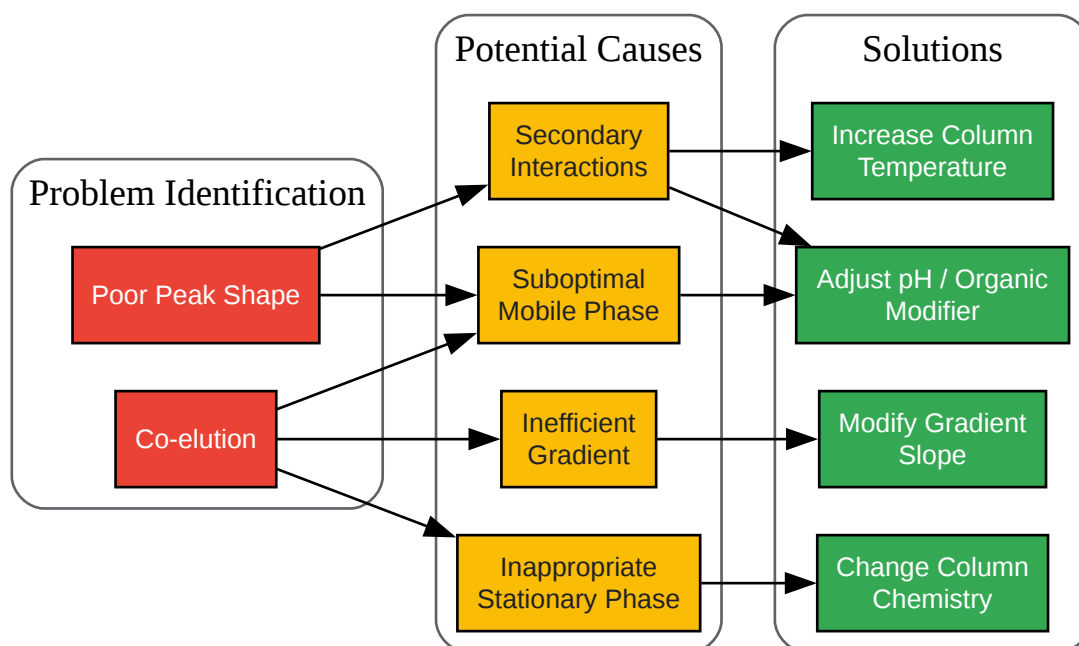 Problem Identification
Poor Peak Shape
Co-elution
Potential Causes
Secondary
Interactions
Suboptimal
Mobile Phase
Inefficient
Gradient
Inappropriate
Stationary Phase
Solutions
Increase Column
Temperature
Adjust pH / Organic
Modifier
Modify Gradient
Slope
Change Column
Chemistry